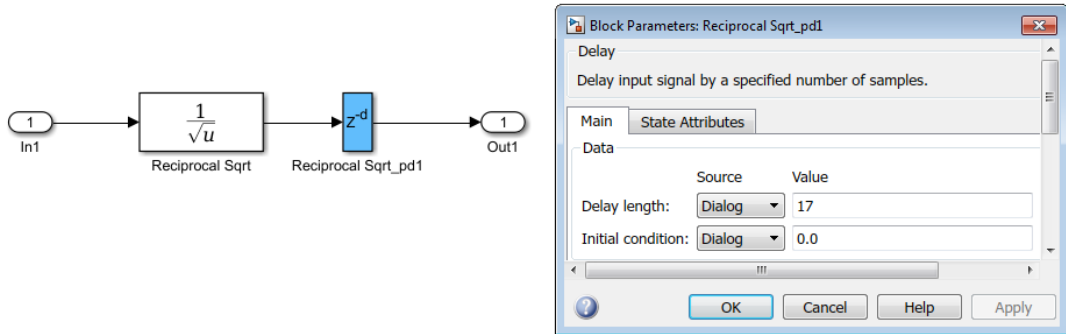 1
In1
1
√u
Reciprocal Sqrt
Z-d
Reciprocal Sqrt_pd1
1
Out1
Block Parameters: Reciprocal Sqrt_pd1
Delay
Delay input signal by a specified number of samples.
Main State Attributes
Data
Source Value
Delay length: Dialog 17
Initial condition: Dialog 0.0
? OK Cancel Help Apply